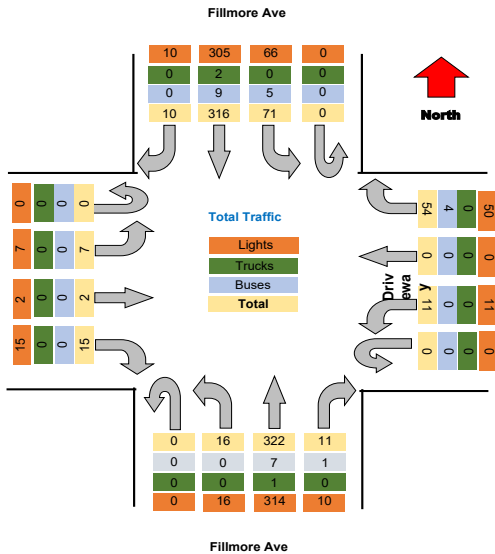 Fillmore Ave
10 305 66 0
0 2 0 0
0 9 5 0
10 316 71 0
North
0 0 0 0
7 0 0 7
2 0 0 2
15 0 0 15
Total Traffic
Lights
Trucks
Buses
Total
54 4 0 50
0 0 0 0
Driv
ewa
y
11 0 0 11
0 0 0 0
0 16 322 11
0 0 7 1
0 0 1 0
0 16 314 10
Fillmore Ave